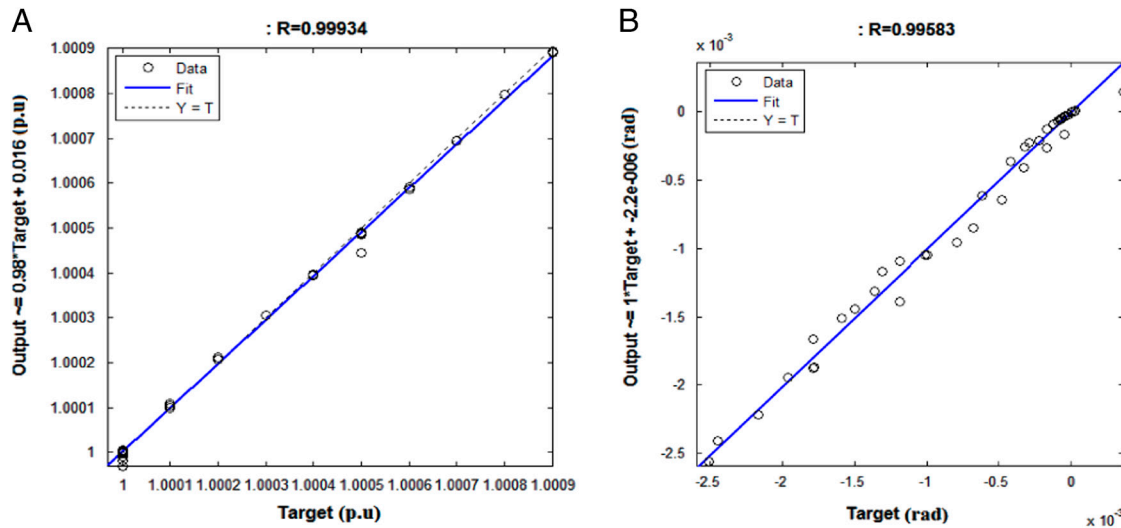 A
: R=0.99934
Output ~= 0.98*Target + 0.016 (p.u)
1.0009
1.0008
1.0007
1.0006
1.0005
1.0004
1.0003
1.0002
1.0001
1
Data
Fit
Y = T
1 1.0001 1.0002 1.0003 1.0004 1.0005 1.0006 1.0007 1.0008 1.0009
Target (p.u)
B
: R=0.99583
x 10⁻³
Output ~= 1*Target + -2.2e-006 (rad)
0
-0.5
-1
-1.5
-2
-2.5
Data
Fit
Y = T
-2.5 -2 -1.5 -1 -0.5 0
Target (rad)
x 10⁻³